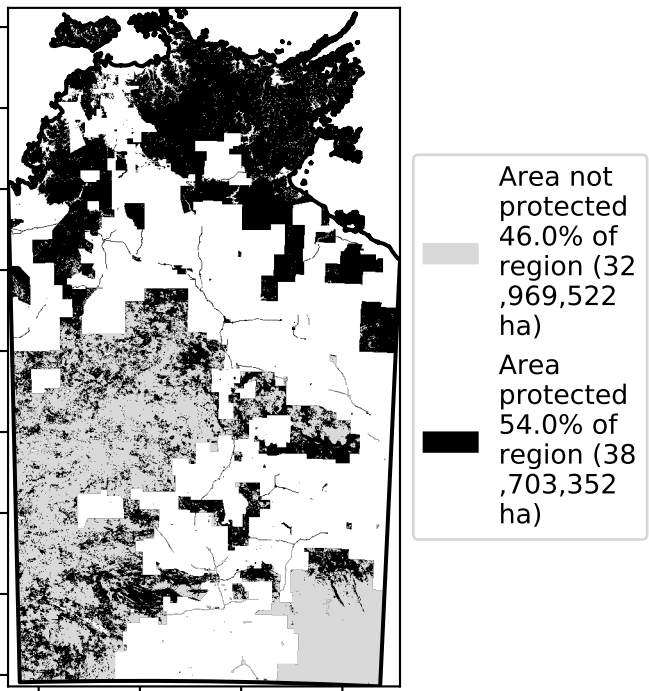 Area not
protected
46.0% of
region (32
,969,522
ha)
Area
protected
54.0% of
region (38
,703,352
ha)